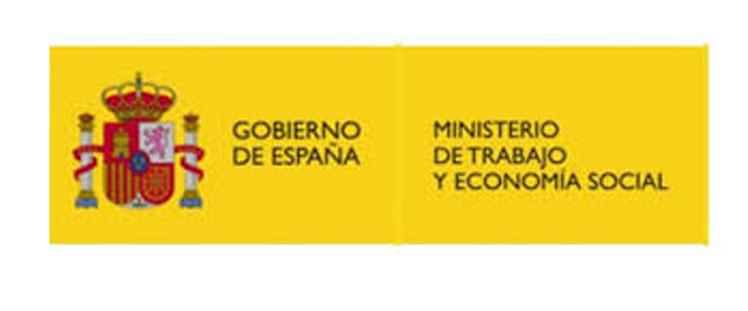 GOBIERNO
DE ESPAÑA
MINISTERIO
DE TRABAJO
Y ECONOMÍA SOCIAL